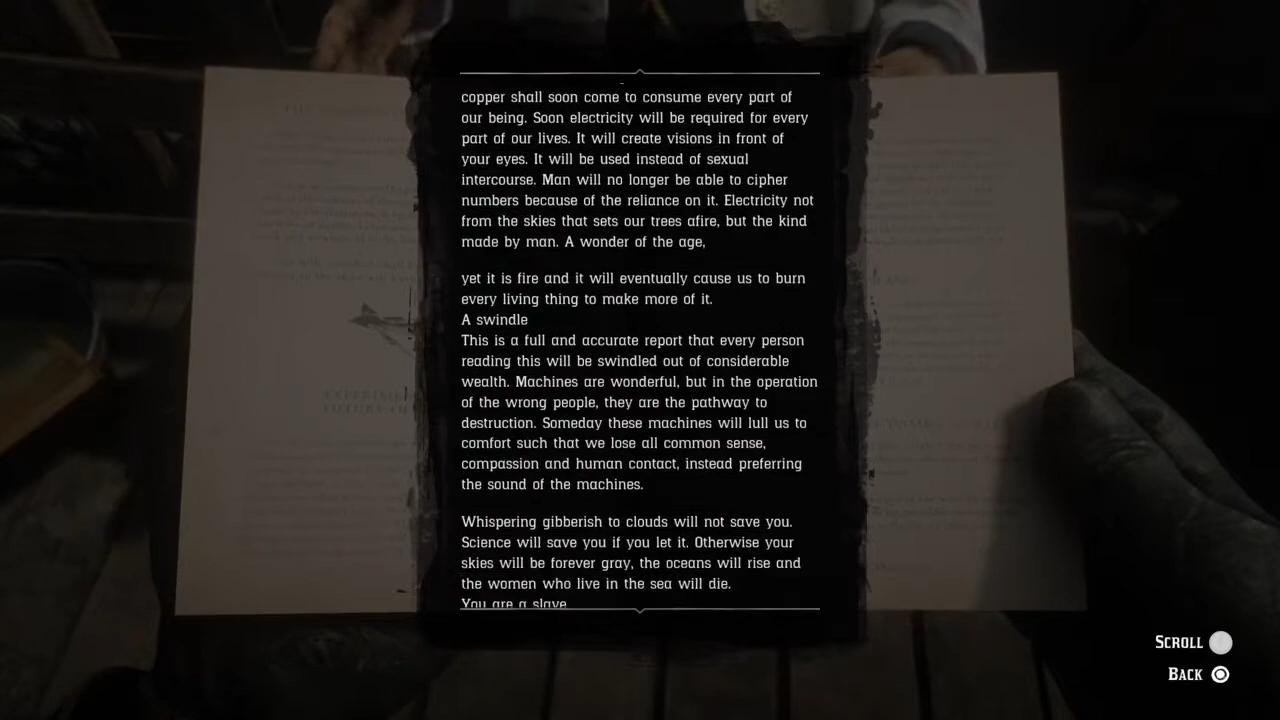 copper shall soon come to consume every part of
our being. Soon electricity will be required for every
part of our lives. It will create visions in front of
your eyes. It will be used instead of sexual
intercourse. Man will no longer be able to cipher
numbers because of the reliance on it. Electricity not
from the skies that sets our trees afire, but the kind
made by man. A wonder of the age,
yet it is fire and it will eventually cause us to burn
every living thing to make more of it.
A swindle
This is a full and accurate report that every person
reading this will be swindled out of considerable
wealth. Machines are wonderful, but in the operation
of the wrong people, they are the pathway to
destruction. Someday these machines will lull us to
comfort such that we lose all common sense,
compassion and human contact, instead preferring
the sound of the machines.
Whispering gibberish to clouds will not save you.
Science will save you if you let it. Otherwise your
skies will be forever gray, the oceans will rise and
the women who live in the sea will die.
You are a slave
SCROLL
BACK